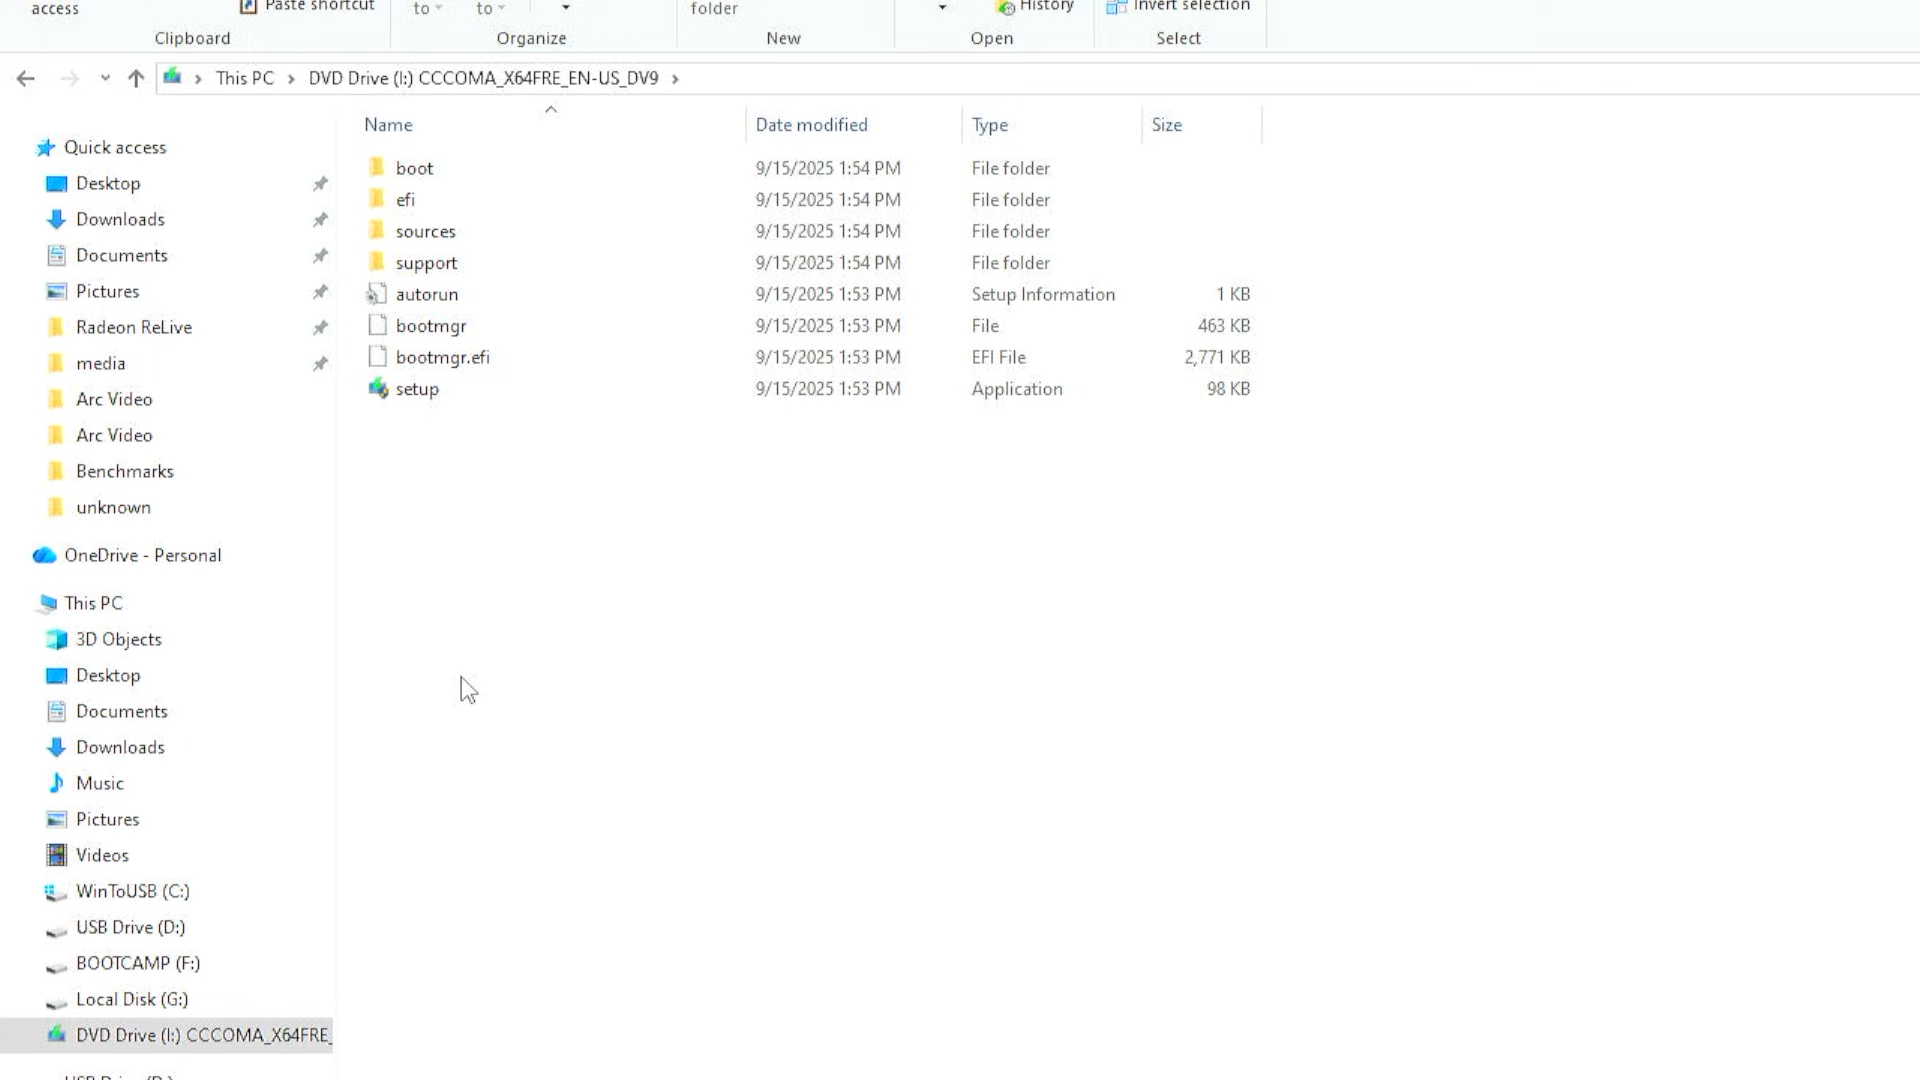 access
Paste shortcut
to
to
folder
History
Invert selection
Clipboard
Organize
New
Open
Select
This PC
DVD Drive (I:) CCCOMA_X64FRE_EN-US_DV9
Name
Date modified
Type
Size
boot 9/15/2025 1:54 PM File folder
efi 9/15/2025 1:54 PM File folder
sources 9/15/2025 1:54 PM File folder
support 9/15/2025 1:54 PM File folder
autorun 9/15/2025 1:53 PM Setup Information 1 KB
bootmgr 9/15/2025 1:53 PM File 463 KB
bootmgr.efi 9/15/2025 1:53 PM EFI File 2,771 KB
setup 9/15/2025 1:53 PM Application 98 KB
Quick access
Desktop
Downloads
Documents
Pictures
Radeon ReLive
media
Arc Video
Arc Video
Benchmarks
unknown
OneDrive - Personal
This PC
3D Objects
Desktop
Documents
Downloads
Music
Pictures
Videos
WinToUSB (C:)
USB Drive (D:)
BOOTCAMP (F:)
Local Disk (G:)
DVD Drive (I:) CCCOMA_X64FRE_